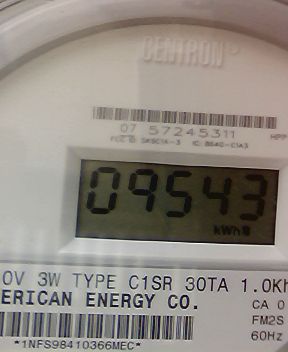 CENTRON
07 57245311
09543
kWh
0V 3W TYPE C1SR 30TA 1.0Kh
ERICAN ENERGY CO.
CA 0
FM2S
60Hz
*1NFS98410366MEC*